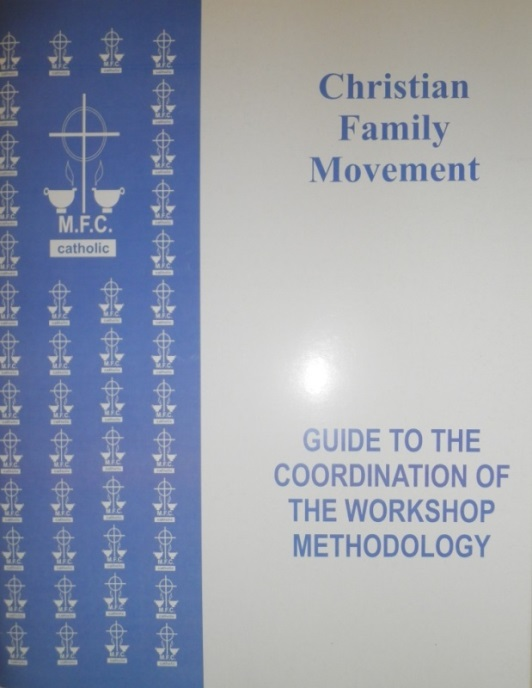 M.F.C.
catholic
Christian
Family
Movement
GUIDE TO THE
COORDINATION OF
THE WORKSHOP
METHODOLOGY